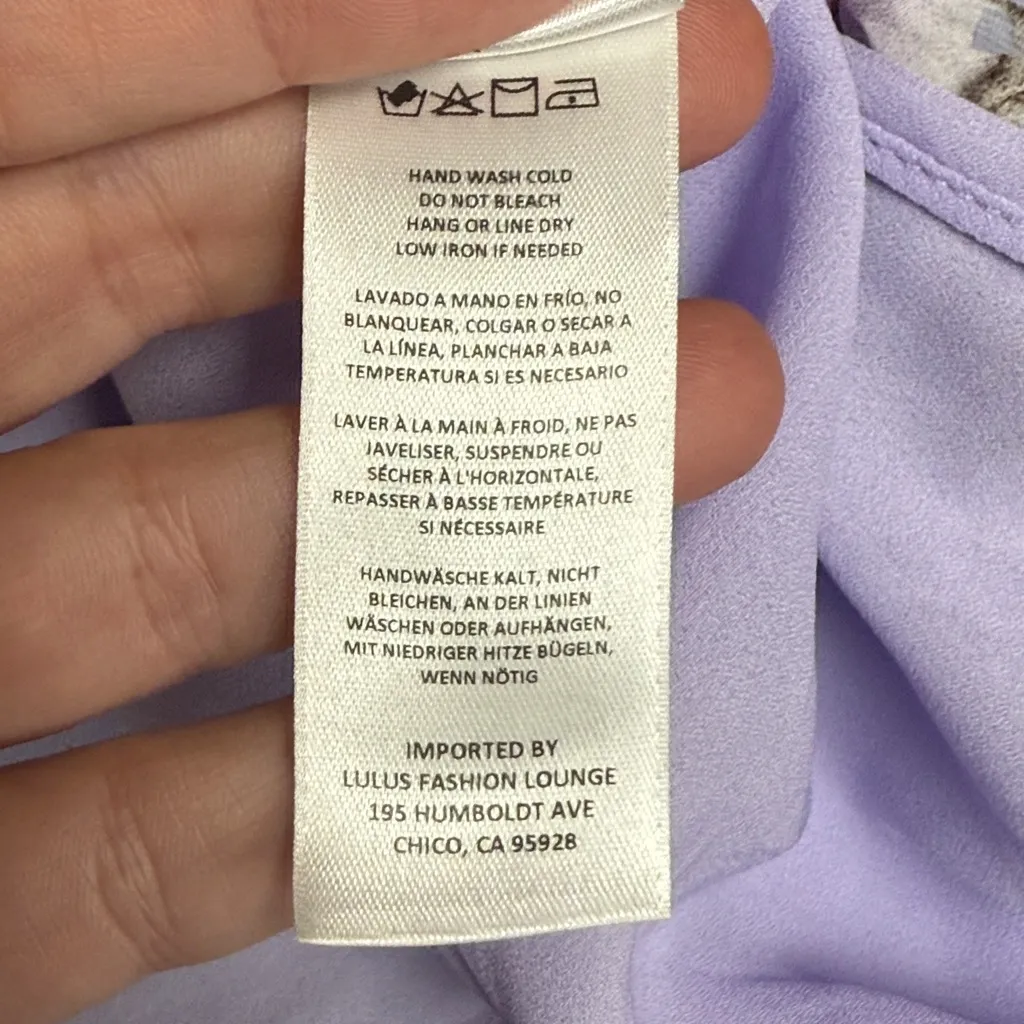 HAND WASH COLD
DO NOT BLEACH
HANG OR LINE DRY
LOW IRON IF NEEDED
LAVADO A MANO EN FRÍO, NO
BLANQUEAR, COLGAR O SECAR A
LA LÍNEA, PLANCHAR A BAJA
TEMPERATURA SI ES NECESARIO
LAVER À LA MAIN À FROID, NE PAS
JAVELISER, SUSPENDRE OU
SÉCHER À L'HORIZONTALE,
REPASSER À BASSE TEMPÉRATURE
SI NÉCESSAIRE
HANDWÄSCHE KALT, NICHT
BLEICHEN, AN DER LINIEN
WÄSCHEN ODER AUFHÄNGEN,
MIT NIEDRIGER HITZE BÜGELN,
WENN NÖTIG
IMPORTED BY
LULUS FASHION LOUNGE
195 HUMBOLDT AVE
CHICO, CA 95928